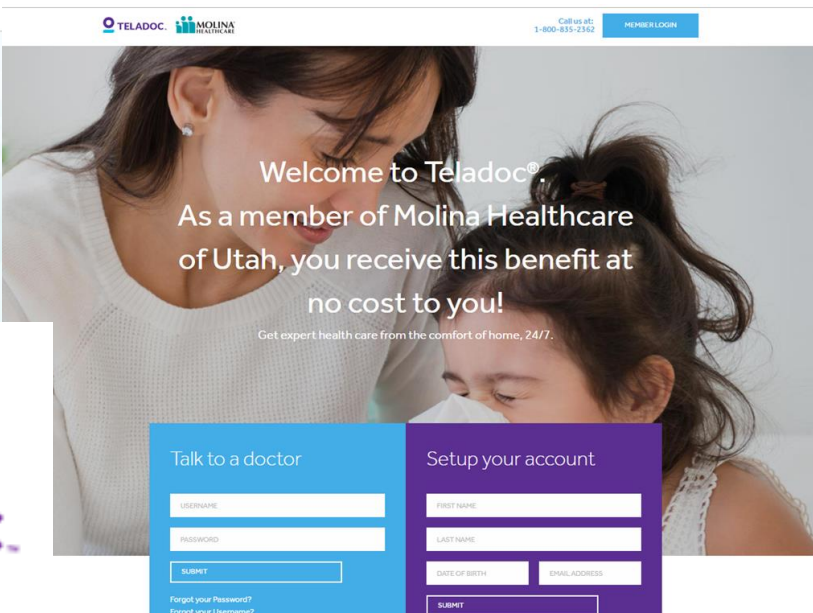 TELADOC. MOLINA HEALTHCARE
Call us at:
1-800-835-2362
MEMBER LOGIN
Welcome to Teladoc®.
As a member of Molina Healthcare
of Utah, you receive this benefit at
no cost to you!
Get expert health care from the comfort of home, 24/7.
Talk to a doctor
USERNAME
PASSWORD
SUBMIT
Forgot your Password?
Forgot your Username?
Setup your account
FIRST NAME
LAST NAME
DATE OF BIRTH
EMAIL ADDRESS
SUBMIT